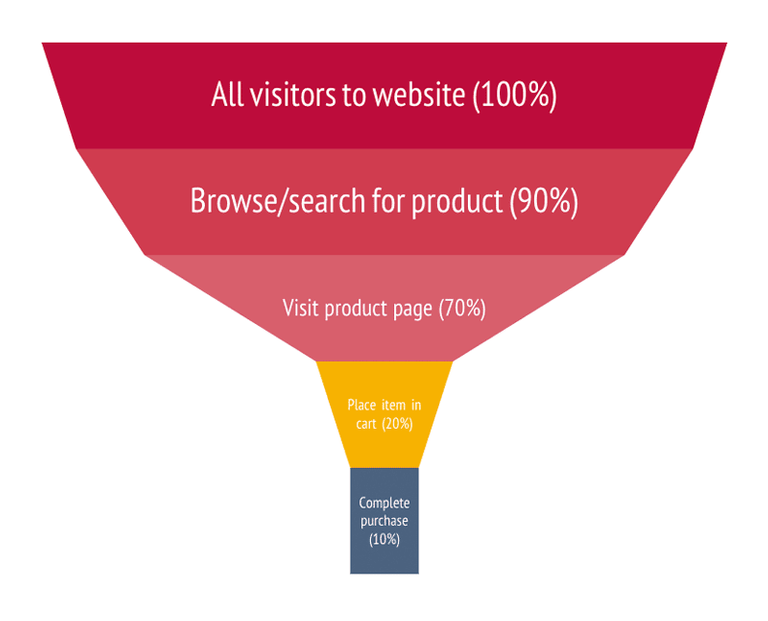 All visitors to website (100%)
Browse/search for product (90%)
Visit product page (70%)
Place item in
cart (20%)
Complete
purchase
(10%)